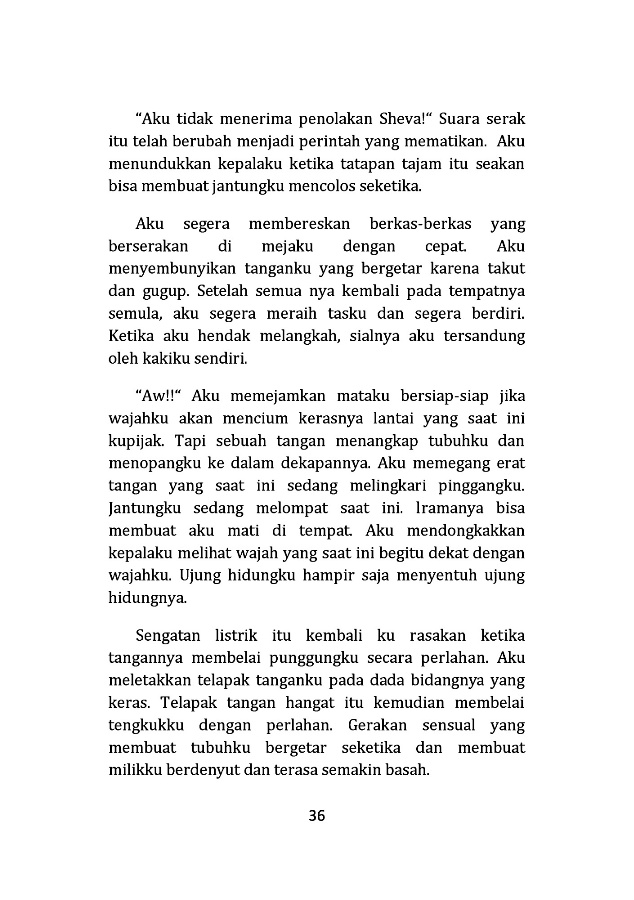 “Aku tidak menerima penolakan Sheva!“ Suara serak
itu telah berubah menjadi perintah yang mematikan. Aku
menundukkan kepalaku ketika tatapan tajam itu seakan
bisa membuat jantungku mencolos seketika.
Aku segera membereskan berkas-berkas yang
berserakan di mejaku dengan cepat. Aku
menyembunyikan tanganku yang bergetar karena takut
dan gugup. Setelah semua nya kembali pada tempatnya
semula, aku segera meraih tasku dan segera berdiri.
Ketika aku hendak melangkah, sialnya aku tersandung
oleh kakiku sendiri.
“Aw!!“ Aku memejamkan mataku bersiap-siap jika
wajahku akan mencium kerasnya lantai yang saat ini
kupijak. Tapi sebuah tangan menangkap tubuhku dan
menopangku ke dalam dekapannya. Aku memegang erat
tangan yang saat ini sedang melingkari pinggangku.
Jantungku sedang melompat saat ini. Iramanya bisa
membuat aku mati di tempat. Aku mendongkakkan
kepalaku melihat wajah yang saat ini begitu dekat dengan
wajahku. Ujung hidungku hampir saja menyentuh ujung
hidungnya.
Sengatan listrik itu kembali ku rasakan ketika
tangannya membelai punggungku secara perlahan. Aku
meletakkan telapak tanganku pada dada bidangnya yang
keras. Telapak tangan hangat itu kemudian membelai
tengkukku dengan perlahan. Gerakan sensual yang
membuat tubuhku bergetar seketika dan membuat
milikku berdenyut dan terasa semakin basah.
36